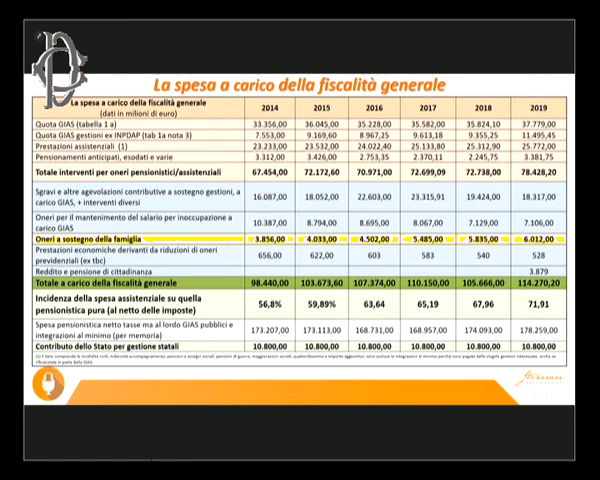 La spesa a carico della fiscalità generale
La spesa a carico della fiscalità generale
(dati in milioni di euro) 2014 2015 2016 2017 2018 2019
Quota GIAS (tabella 1 a) 33.356,00 36.045,00 35.228,00 35.582,00 35.824,10 37.779,00
Quota GIAS gestioni ex INPDAP (tab 1a nota 3) 7.553,00 9.169,60 8.967,25 9.613,18 9.355,25 11.495,45
Prestazioni assistenziali (1) 23.233,00 23.532,00 24.022,40 25.133,80 25.312,90 25.772,00
Pensionamenti anticipati, esodati e varie 3.312,00 3.426,00 2.753,35 2.370,11 2.245,75 3.381,75
Totale interventi per oneri pensionistici/assistenziali 67.454,00 72.172,60 70.971,00 72.699,09 72.738,00 78.428,20
Sgravi e altre agevolazioni contributive a sostegno gestioni, a
carico GIAS, + interventi diversi 16.087,00 18.052,00 22.603,00 23.315,91 19.424,00 18.317,00
Oneri per il mantenimento del salario per inoccupazione a
carico GIAS 10.387,00 8.794,00 8.695,00 8.067,00 7.129,00 7.106,00
Oneri a sostegno della famiglia 3.856,00 4.033,00 4.502,00 5.485,00 5.835,00 6.012,00
Prestazioni economiche derivanti da riduzioni di oneri
previdenziali (ex tbc) 656,00 622,00 603 583 540 528
Reddito e pensione di cittadinanza 3.879
Totale a carico della fiscalità generale 98.440,00 103.673,60 107.374,00 110.150,00 105.666,00 114.270,20
Incidenza della spesa assistenziale su quella
pensionistica pura (al netto delle imposte) 56,8% 59,89% 63,64 65,19 67,96 71,91
Spesa pensionistica netto tasse ma al lordo GIAS pubblici e
integrazioni al minimo (per memoria) 173.207,00 173.113,00 168.731,00 168.957,00 174.093,00 178.259,00
Contributo dello Stato per gestione statali 10.800,00 10.800,00 10.800,00 10.800,00 10.800,00 10.800,00